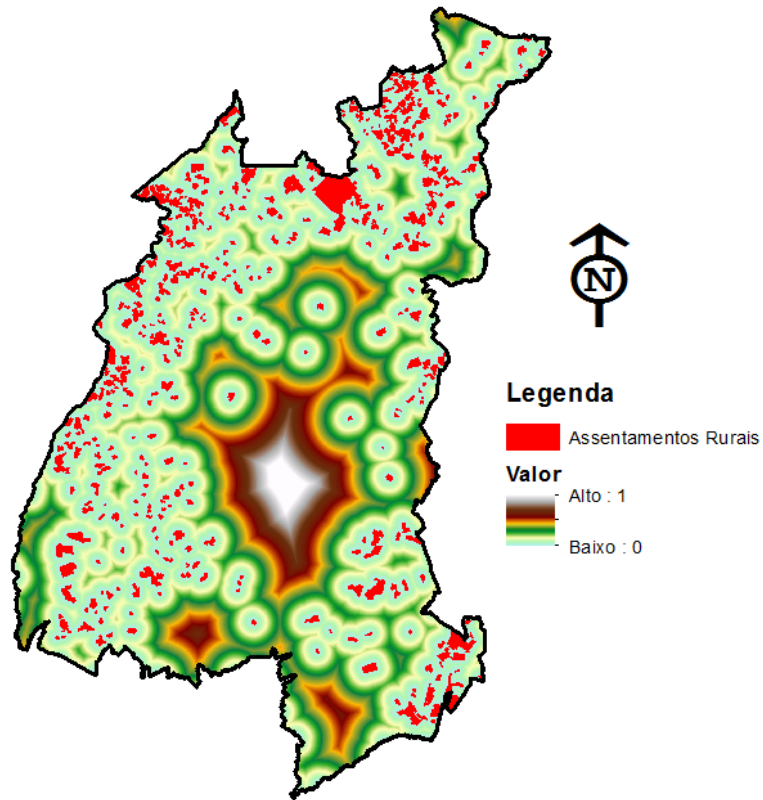 N
Legenda
Assentamentos Rurais
Valor
Alto : 1
Baixo : 0